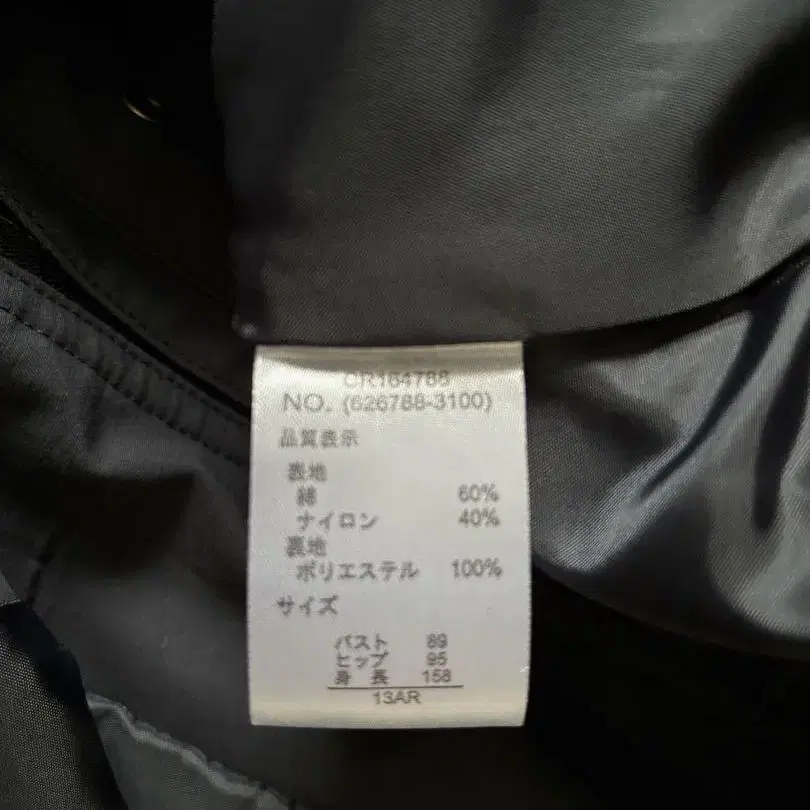 CR164788
NO. (626788-3100)
品質表示
表地
綿 60%
ナイロン 40%
裏地
ポリエステル 100%
サイズ
バスト 89
ヒップ 95
身長 158
13AR